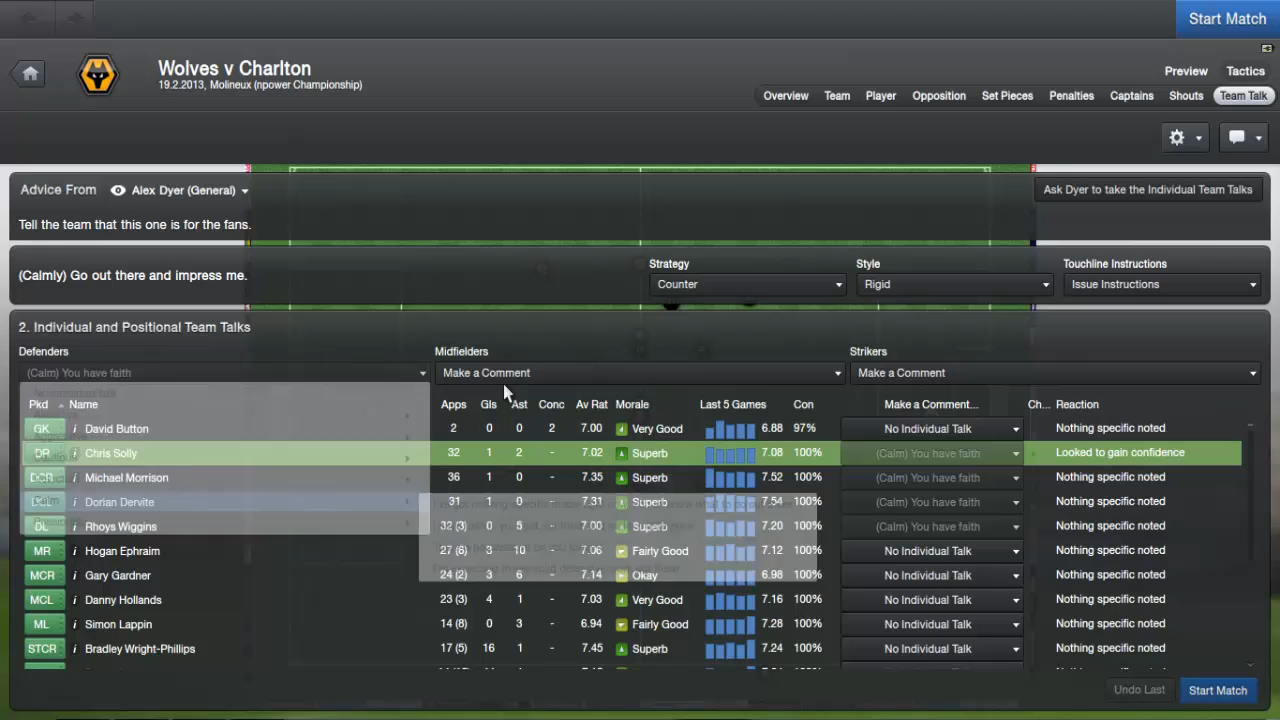 Start Match
Wolves v Charlton
19.2.2013, Molineux (npower Championship)
Preview Tactics
Overview Team Player Opposition Set Pieces Penalties Captains Shouts Team Talk
Advice From Alex Dyer (General) Ask Dyer to take the Individual Team Talks
Tell the team that this one is for the fans.
Strategy Style Touchline Instructions
(Calmly) Go out there and impress me. Counter Rigid Issue Instructions
2. Individual and Positional Team Talks
Defenders Midfielders Strikers
(Calm) You have faith Make a Comment Make a Comment
Pkd Name Apps Gls Ast Conc Av Rat Morale Last 5 Games Con Make a Comment... Ch... Reaction
GK i David Button 2 0 0 2 7.00 Very Good 6.88 97% No Individual Talk Nothing specific noted
DR i Chris Solly 32 1 2 - 7.02 Superb 7.08 100% (Calm) You have faith Looked to gain confidence
DCR i Michael Morrison 36 1 0 - 7.35 Superb 7.52 100% (Calm) You have faith Nothing specific noted
DCL i Dorian Dervite 31 1 0 - 7.31 Superb 7.54 100% (Calm) You have faith Nothing specific noted
DL i Rhoys Wiggins 32 (3) 0 5 - 7.00 Superb 7.20 100% (Calm) You have faith Nothing specific noted
MR i Hogan Ephraim 27 (6) 3 10 - 7.06 Fairly Good 7.12 100% No Individual Talk Nothing specific noted
MCR i Gary Gardner 24 (2) 3 6 - 7.14 Okay 6.98 100% No Individual Talk Nothing specific noted
MCL i Danny Hollands 23 (3) 4 1 - 7.03 Very Good 7.16 100% No Individual Talk Nothing specific noted
ML i Simon Lappin 14 (8) 0 3 - 6.94 Fairly Good 7.28 100% No Individual Talk Nothing specific noted
STCR i Bradley Wright-Phillips 17 (5) 16 1 - 7.45 Superb 7.24 100% No Individual Talk Nothing specific noted
Undo Last Start Match